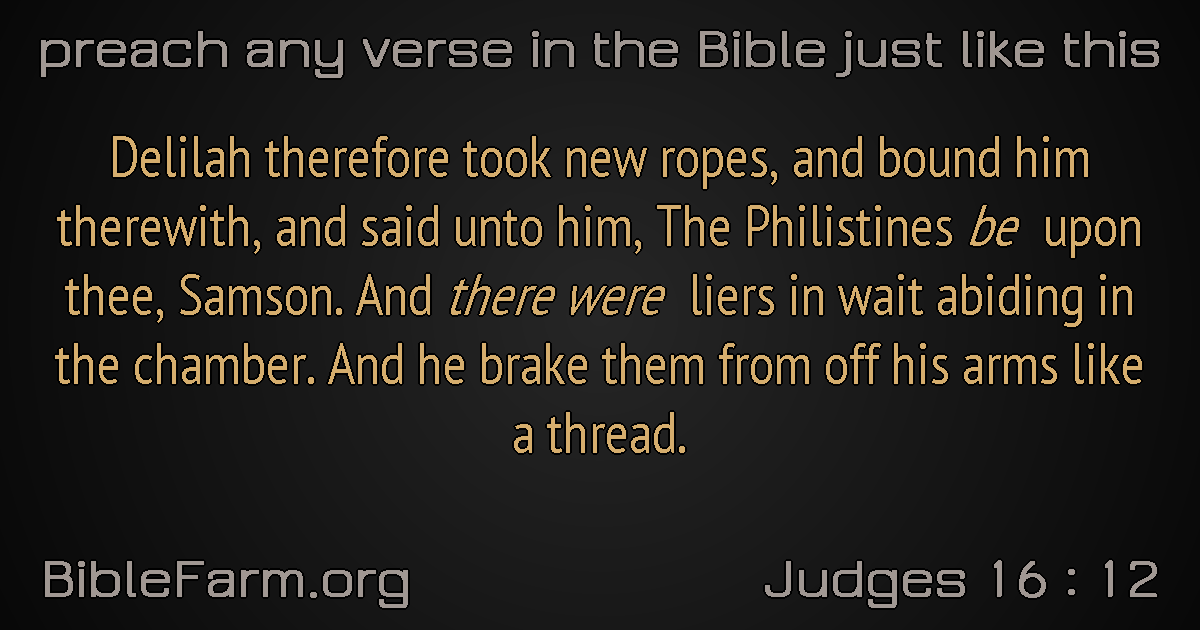 preach any verse in the Bible just like this
Delilah therefore took new ropes, and bound him
therewith, and said unto him, The Philistines be upon
thee, Samson. And there were liers in wait abiding in
the chamber. And he brake them from off his arms like
a thread.
BibleFarm.org
Judges 16 : 12